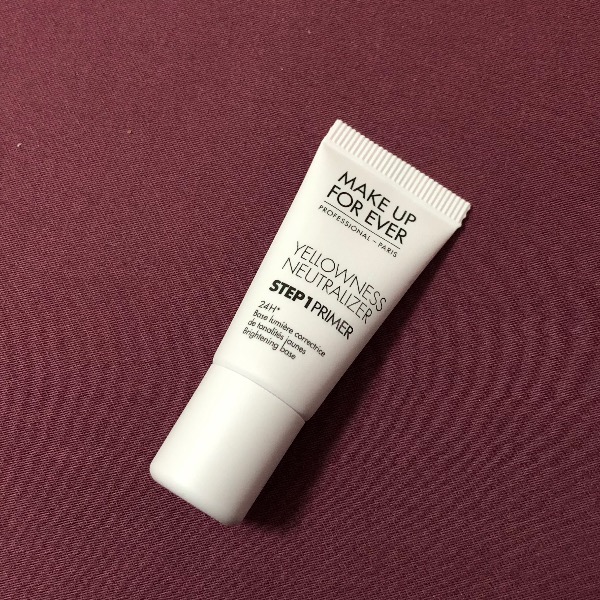 MAKE UP
FOR EVER
PROFESSIONAL – PARIS
YELLOWNESS
NEUTRALIZER
STEP 1 PRIMER
24H*
Base lumière correctrice
de tonalités jaunes
Brightening base